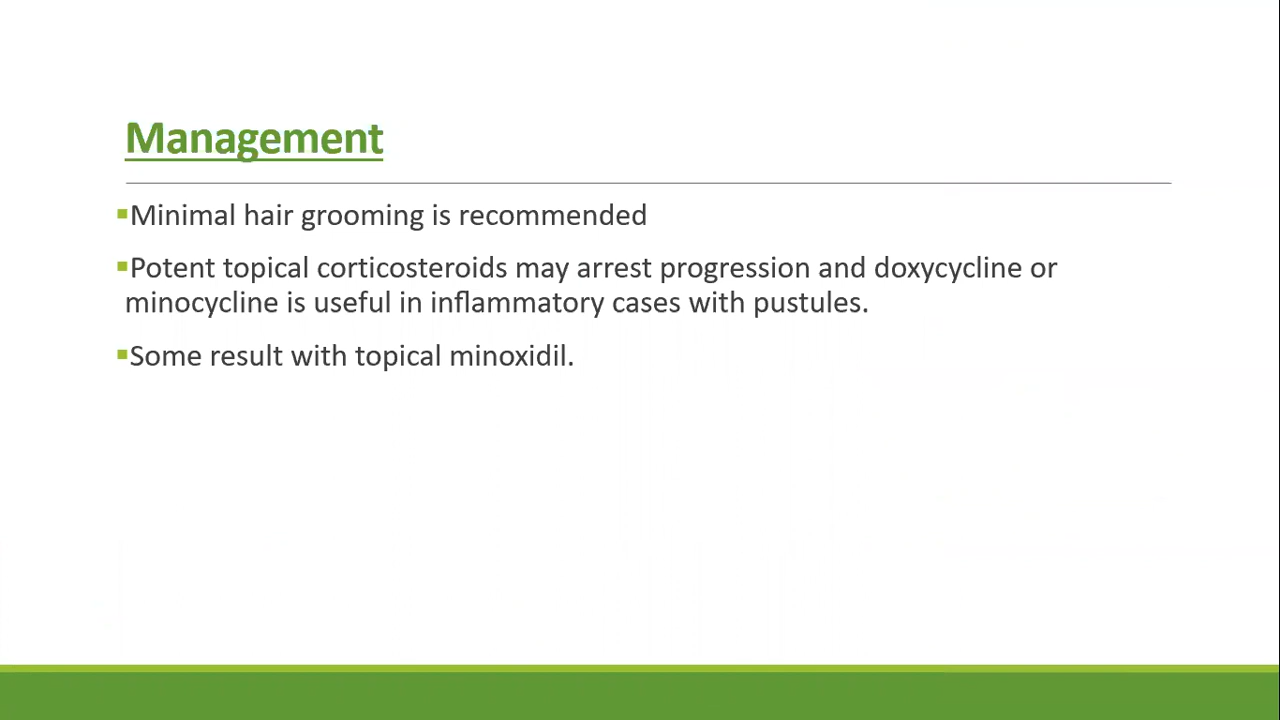 Management
▪Minimal hair grooming is recommended
▪Potent topical corticosteroids may arrest progression and doxycycline or
minocycline is useful in inflammatory cases with pustules.
▪Some result with topical minoxidil.